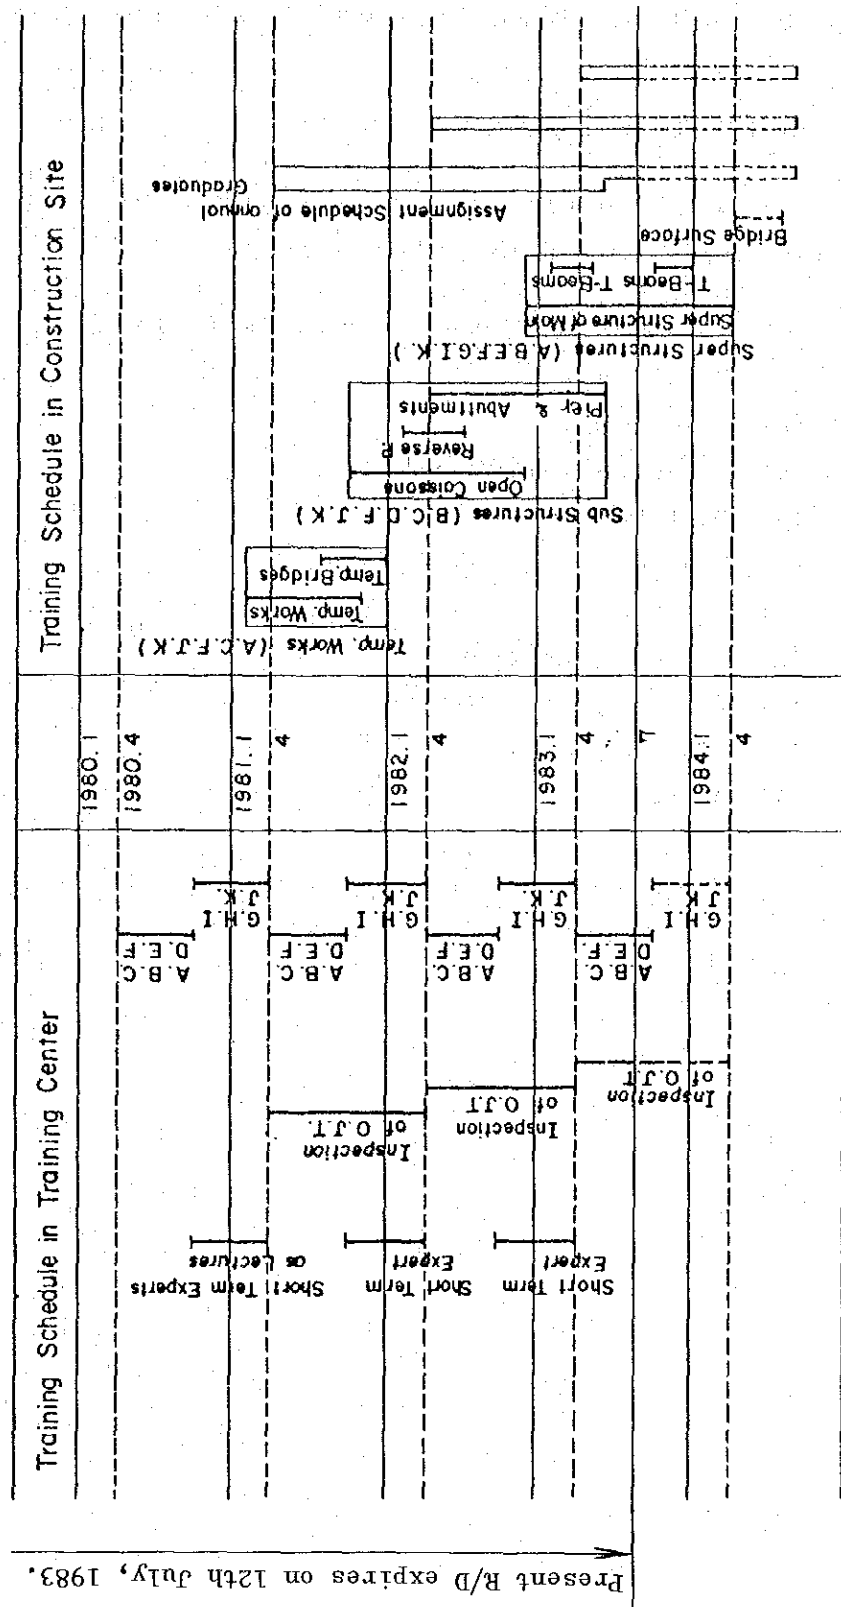 Training Schedule in Training Center
Training Schedule in Construction Site
1980.1
1980.4
1981.1
4
1982.1
4
1983.1
4
7
1984.1
4
Short Term Experts
as Lectures
Short Term
Expert
Short Term
Expert
Inspection
of O.J.T.
Inspection
of O.J.T
Inspection
of O.J.T
A.B.C.
D.E.F.
G.H.I
J.K.
A.B.C.
D.E.F
G.H.I
J.K.
A.B.C.
D.E.F
G.H.I
J.K.
A.B.C.
D.E.F.
G.H.I
J.K.
Temp. Works (A.C.F.J.K)
Temp. Works
Temp. Bridges
Sub Structures (B.C.D.F.J.K)
Open Caissons
Reverse P.
Pier & Abuttments
Super Structures (A.B.E.F.G.I.K.)
Super Structure of Main
T-Beams T-Beams
Bridge Surface
Assignment Schedule of annual
Graduates
Present R/D expires on 12th July, 1983.